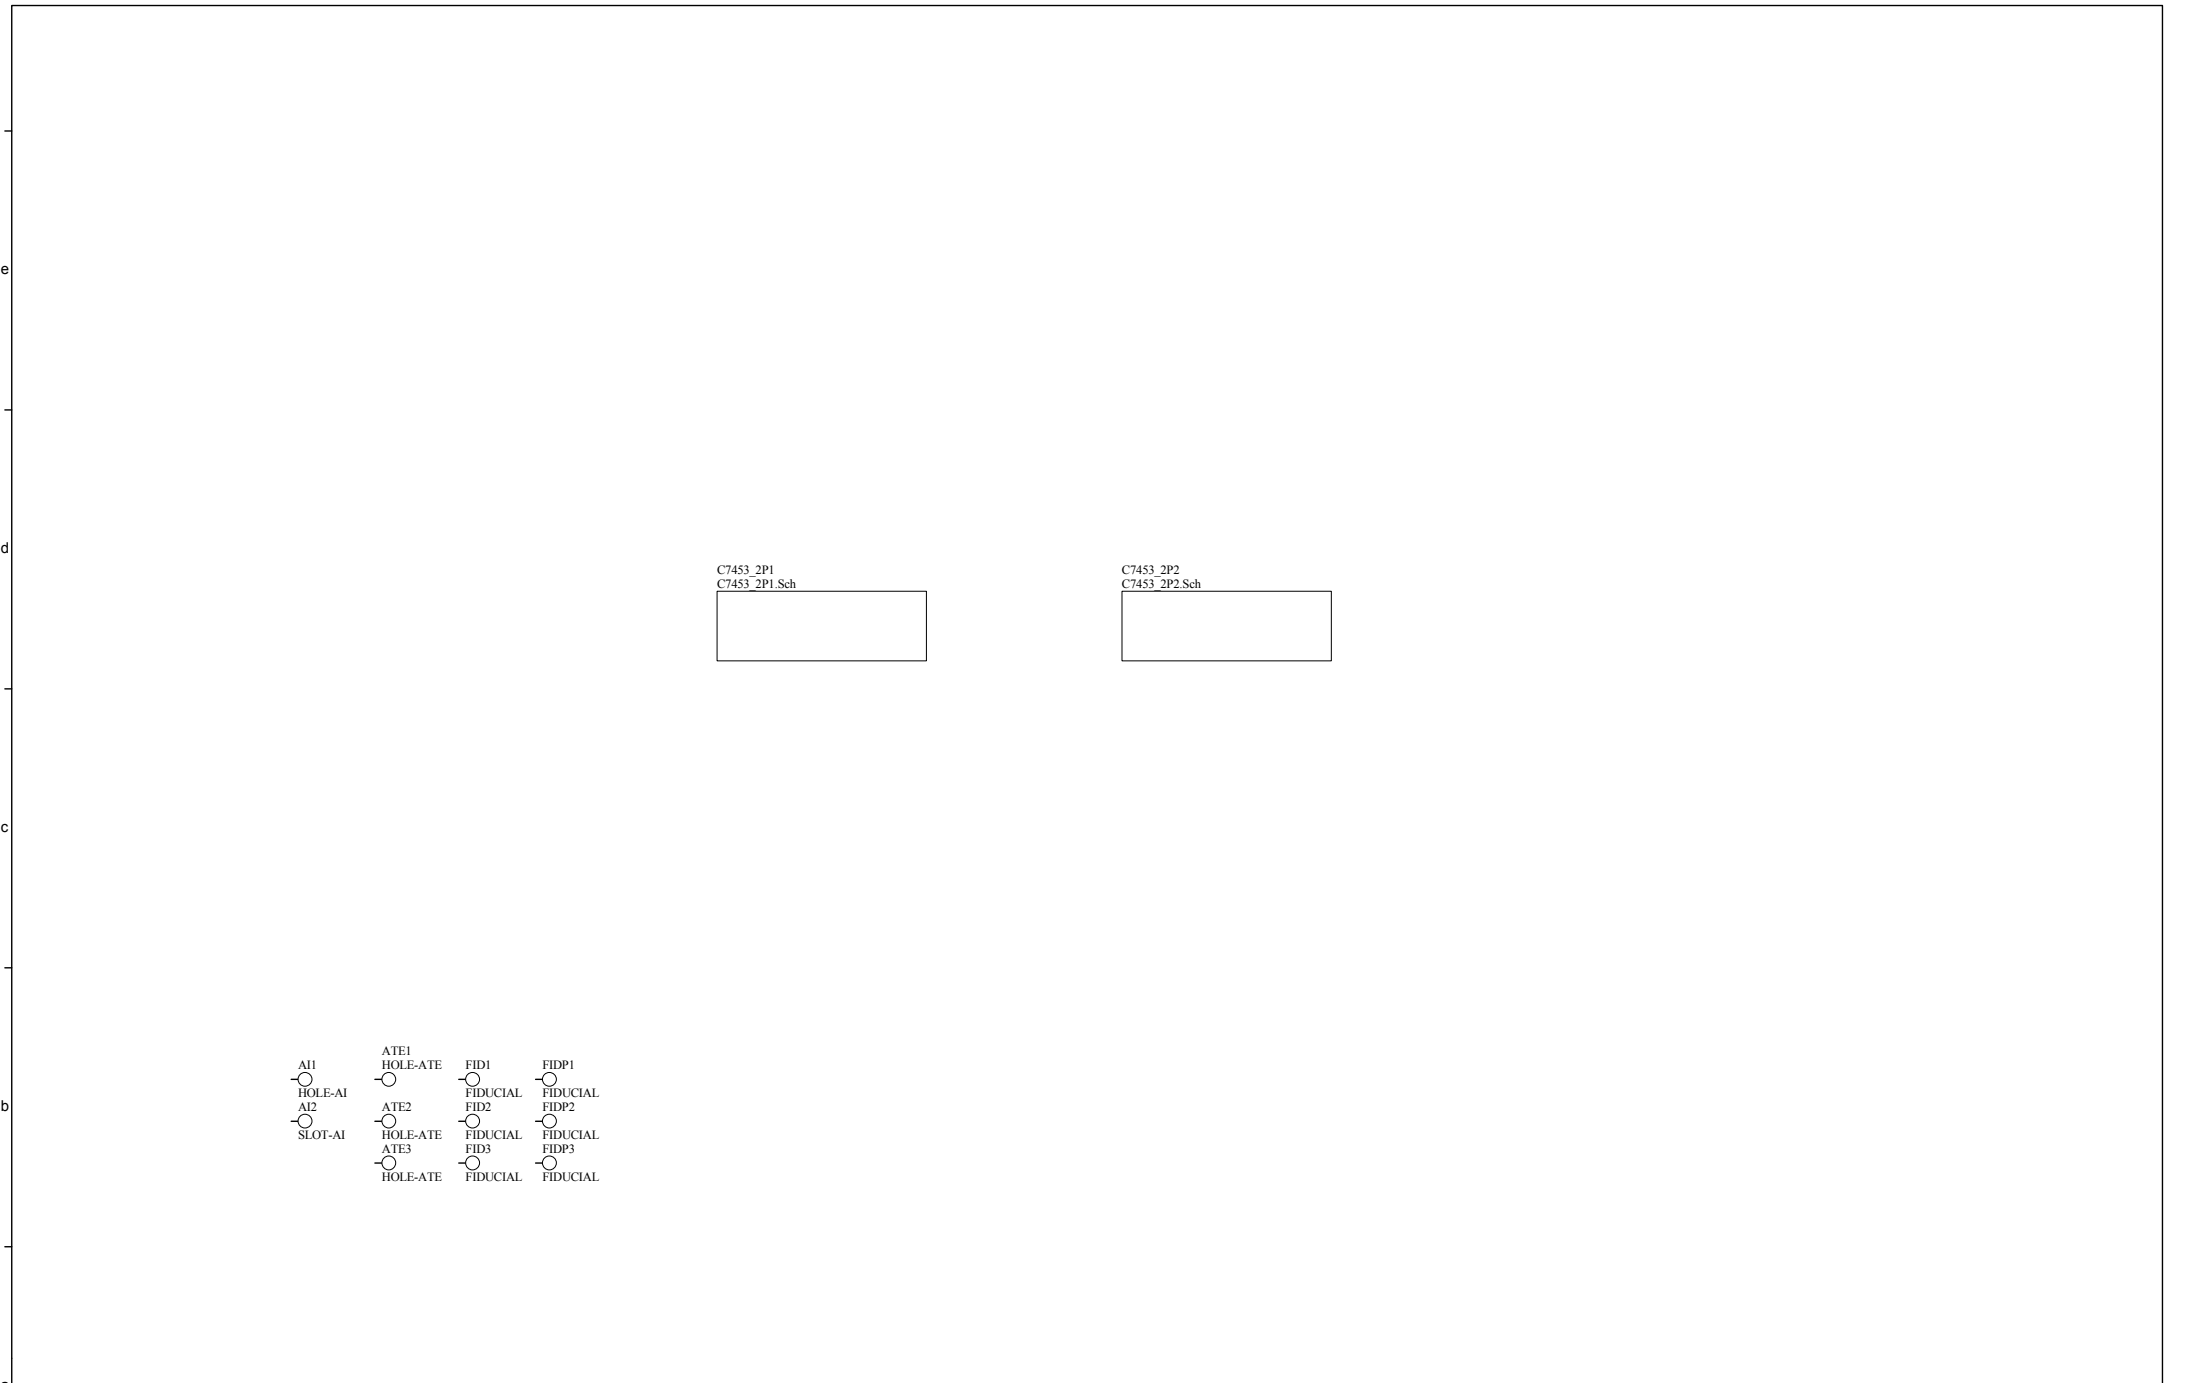 e
d
C7453_2P1
C7453_2P1.Sch
C7453_2P2
C7453_2P2.Sch
c
AI1
HOLE-AI
AI2
SLOT-AI
ATE1
HOLE-ATE
ATE2
HOLE-ATE
ATE3
HOLE-ATE
FID1
FIDUCIAL
FID2
FIDUCIAL
FID3
FIDUCIAL
FIDP1
FIDUCIAL
FIDP2
FIDUCIAL
FIDP3
FIDUCIAL
b